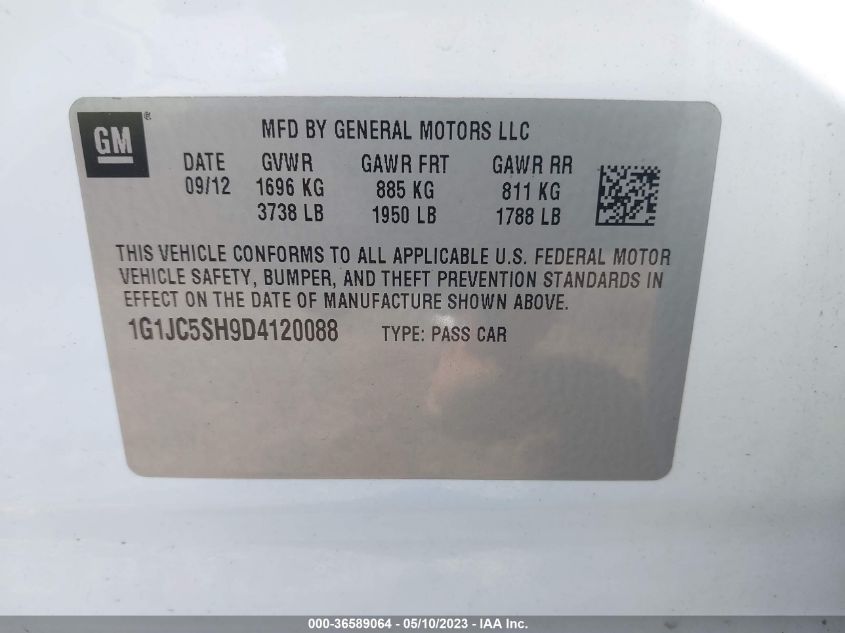 GM ®
MFD BY GENERAL MOTORS LLC
DATE GVWR GAWR FRT GAWR RR
09/12 1696 KG 885 KG 811 KG
3738 LB 1950 LB 1788 LB
THIS VEHICLE CONFORMS TO ALL APPLICABLE U.S. FEDERAL MOTOR
VEHICLE SAFETY, BUMPER, AND THEFT PREVENTION STANDARDS IN
EFFECT ON THE DATE OF MANUFACTURE SHOWN ABOVE.
1G1JC5SH9D4120088 TYPE: PASS CAR
000-36589064 - 05/10/2023 - IAA Inc.